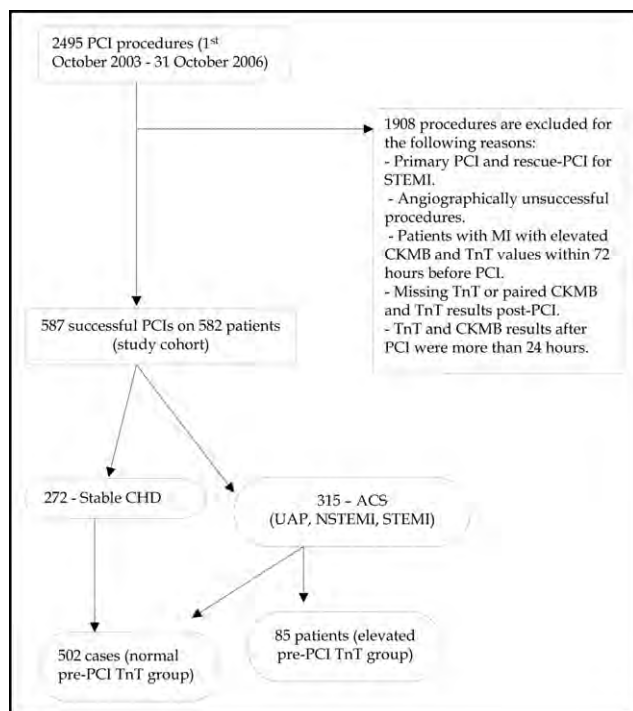 2495 PCI procedures (1st
October 2003 - 31 October 2006)
1908 procedures are excluded for
the following reasons:
- Primary PCI and rescue-PCI for
STEMI.
- Angiographically unsuccessful
procedures.
- Patients with MI with elevated
CKMB and TnT values within 72
hours before PCI.
- Missing TnT or paired CKMB
and TnT results post-PCI.
- TnT and CKMB results after
PCI were more than 24 hours.
587 successful PCIs on 582 patients
(study cohort)
272 - Stable CHD
315 – ACS
(UAP, NSTEMI, STEMI)
502 cases (normal
pre-PCI TnT group)
85 patients (elevated
pre-PCI TnT group)